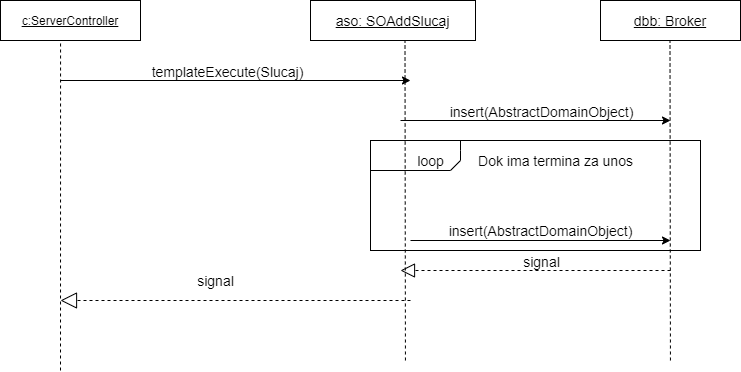 c:ServerController
aso: SOAddSlucaj
dbb: Broker
templateExecute(Slucaj)
insert(AbstractDomainObject)
loop
Dok ima termina za unos
insert(AbstractDomainObject)
signal
signal